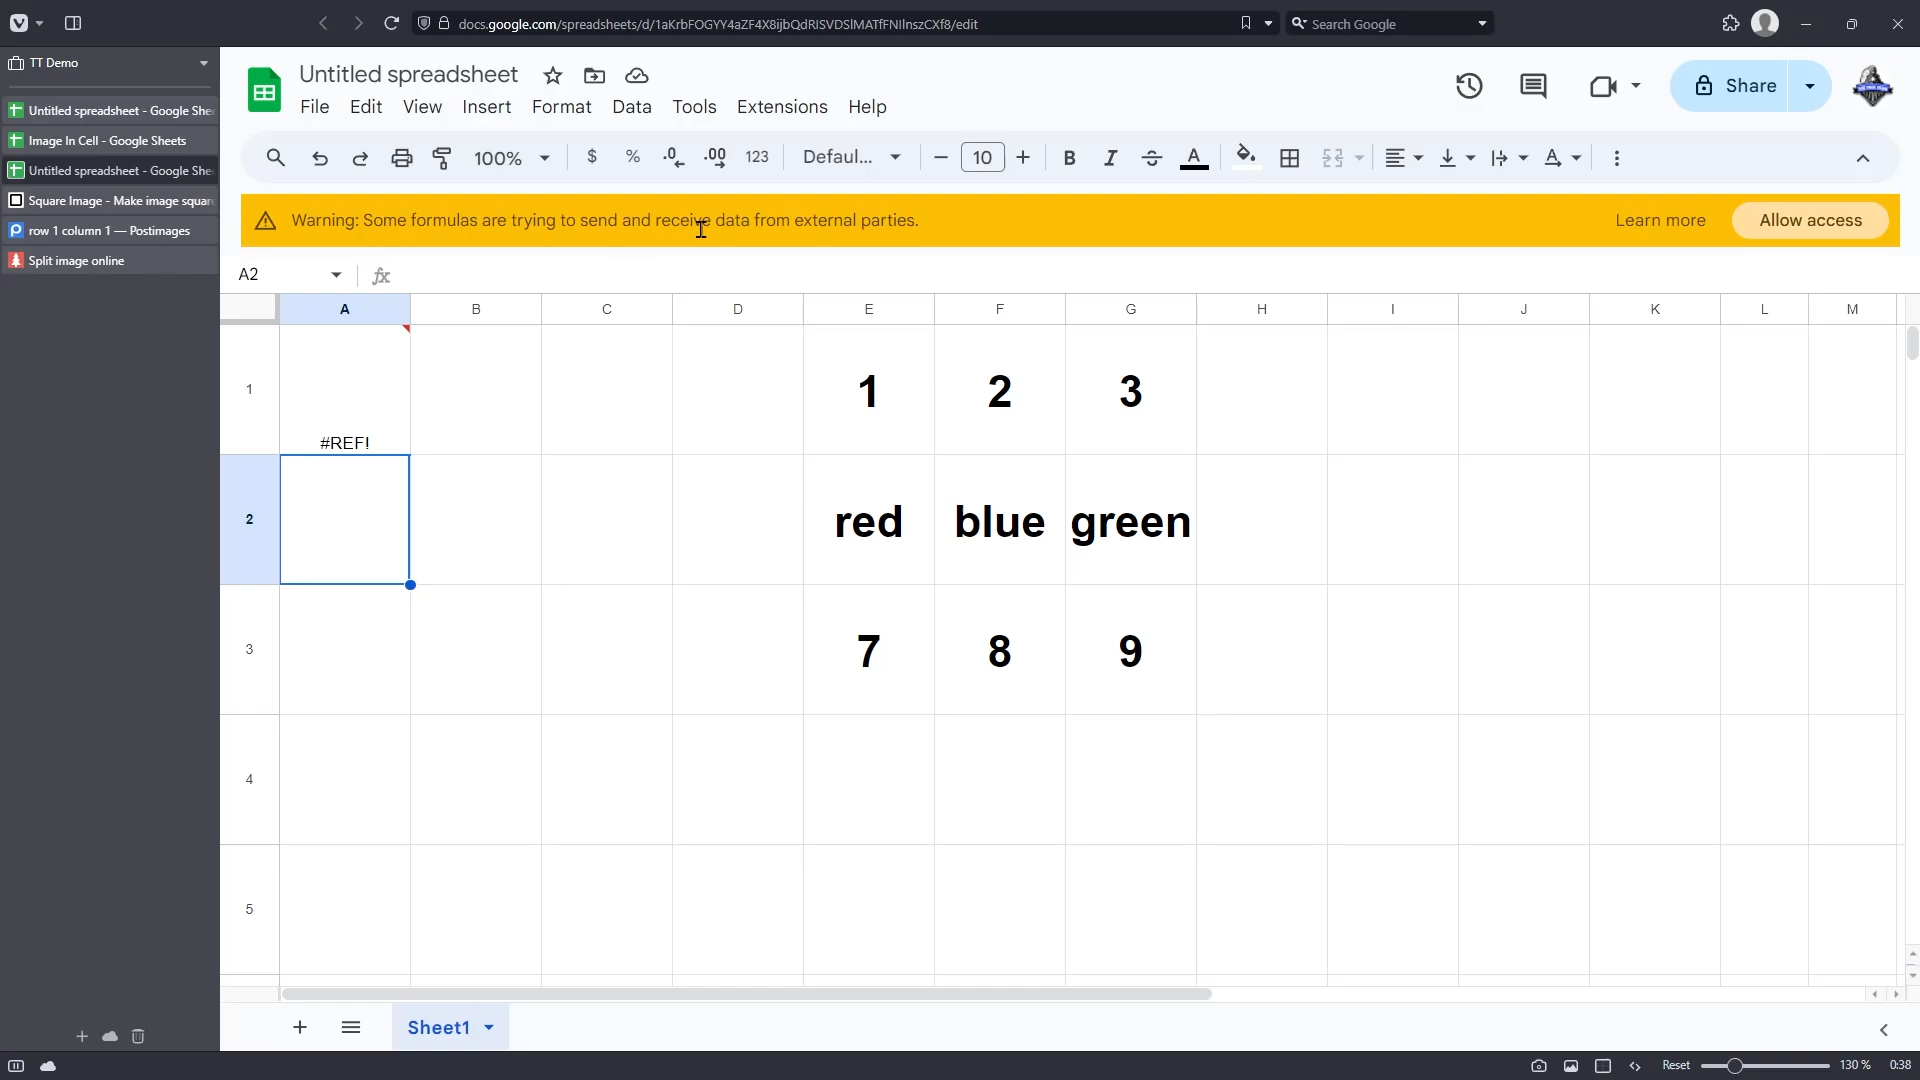 docs.google.com/spreadsheets/d/1aKrbFOGYY4aZF4X8ijbQdRISVDSlMATfFNIlnszCXf8/edit
Search Google
TT Demo
Untitled spreadsheet - Google She
Image In Cell - Google Sheets
Untitled spreadsheet - Google She
Square Image - Make image squar
row 1 column 1 — Postimages
Split image online
Untitled spreadsheet
File Edit View Insert Format Data Tools Extensions Help
Share
100% $ % .0 .00 123 Defaul... 10 B I A A
Warning: Some formulas are trying to send and receive data from external parties. Learn more Allow access
A2 fx
A B C D E F G H I J K L M
1 #REF! 1 2 3
2 red blue green
3 7 8 9
4
5
Sheet1
Reset 130 % 0:38